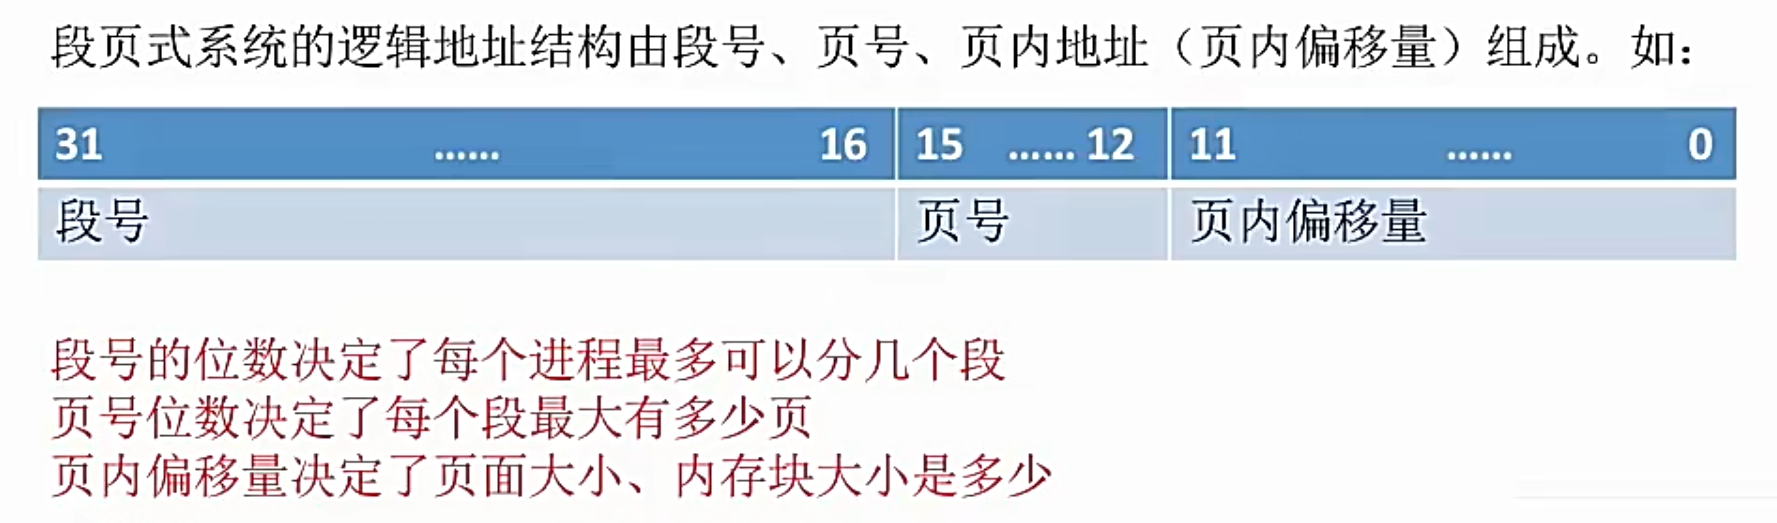 段页式系统的逻辑地址结构由段号、页号、页内地址（页内偏移量）组成。如：
31 …… 16 15 …… 12 11 …… 0
段号 页号 页内偏移量
段号的位数决定了每个进程最多可以分几个段
页号位数决定了每个段最大有多少页
页内偏移量决定了页面大小、内存块大小是多少